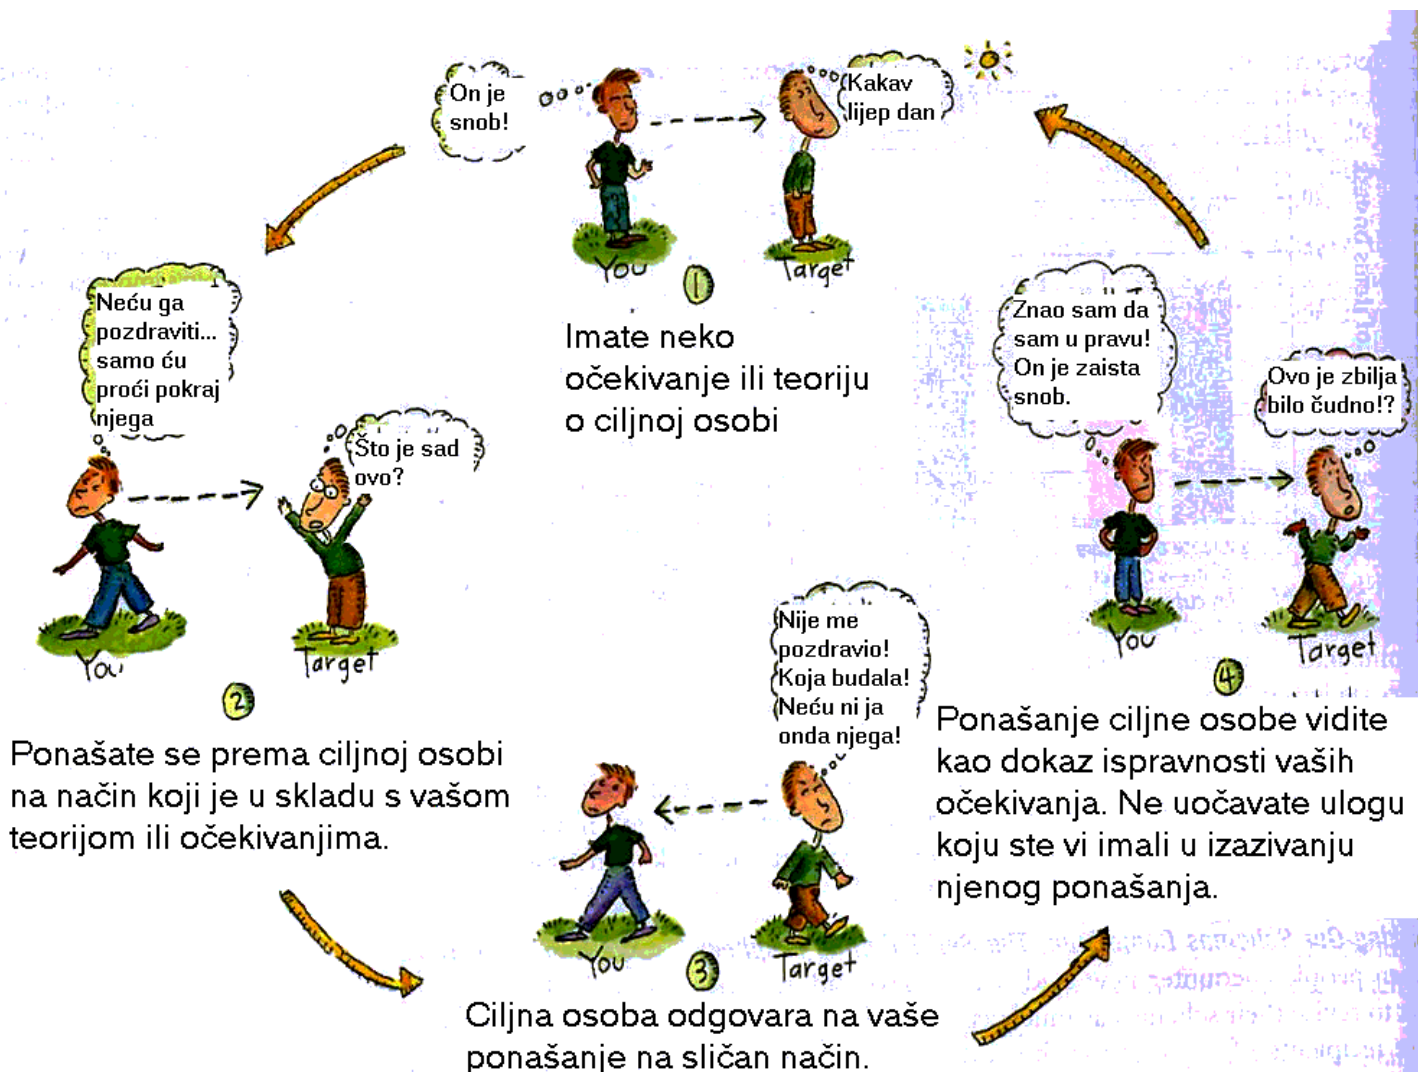 On je
snob!
Kakav
lijep dan
You
Target
1
Imate neko
očekivanje ili teoriju
o ciljnoj osobi
Neću ga
pozdraviti...
samo ću
proći pokraj
njega
Što je sad
ovo?
You
Target
2
Ponašate se prema ciljnoj osobi
na način koji je u skladu s vašom
teorijom ili očekivanjima.
Nije me
pozdravio!
Koja budala!
Neću ni ja
onda njega!
You
Target
3
Ciljna osoba odgovara na vaše
ponašanje na sličan način.
Znao sam da
sam u pravu!
On je zaista
snob.
Ovo je zbilja
bilo čudno!?
You
Target
4
Ponašanje ciljne osobe vidite
kao dokaz ispravnosti vaših
očekivanja. Ne uočavate ulogu
koju ste vi imali u izazivanju
njenog ponašanja.